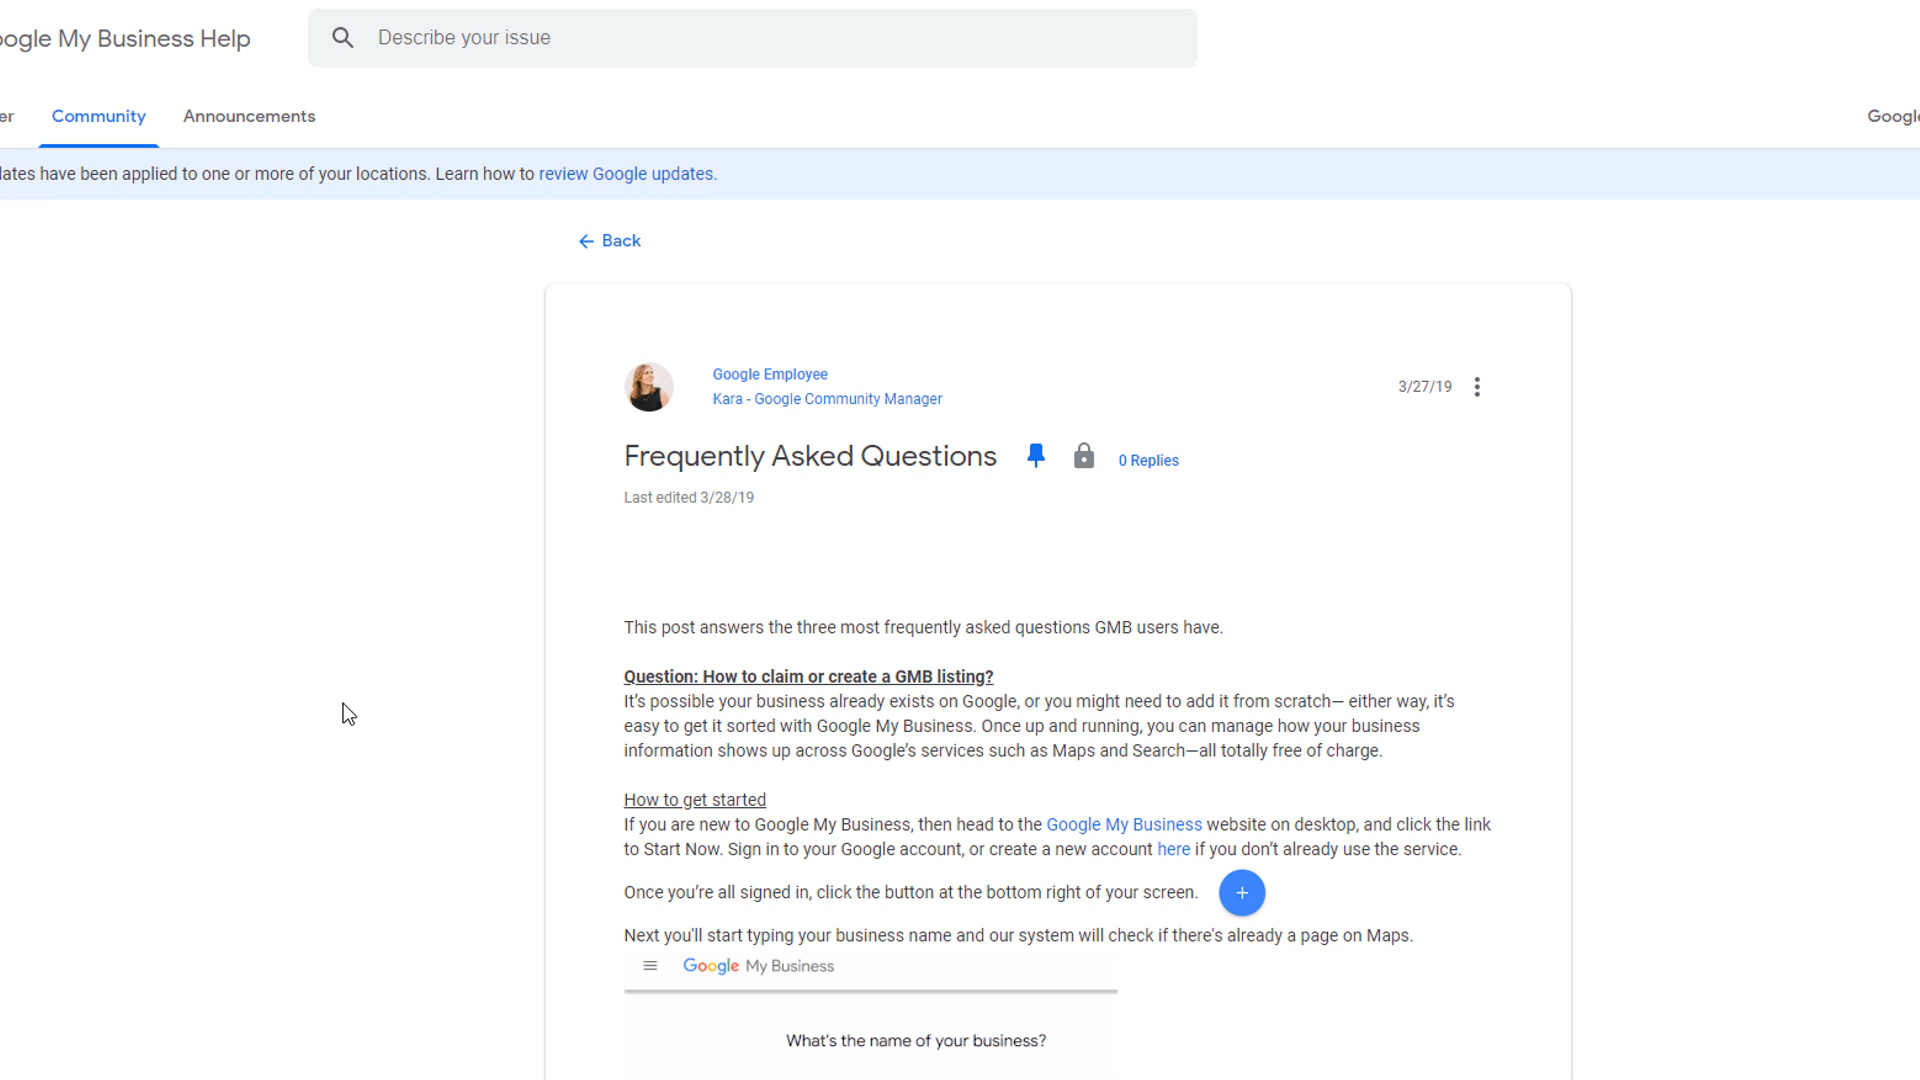 oogle My Business Help
Describe your issue
er
Community
Announcements
Google
lates have been applied to one or more of your locations. Learn how to review Google updates.
Back
Google Employee
Kara - Google Community Manager
3/27/19
Frequently Asked Questions
0 Replies
Last edited 3/28/19
This post answers the three most frequently asked questions GMB users have.
Question: How to claim or create a GMB listing?
It’s possible your business already exists on Google, or you might need to add it from scratch— either way, it’s
easy to get it sorted with Google My Business. Once up and running, you can manage how your business
information shows up across Google’s services such as Maps and Search—all totally free of charge.
How to get started
If you are new to Google My Business, then head to the Google My Business website on desktop, and click the link
to Start Now. Sign in to your Google account, or create a new account here if you don’t already use the service.
Once you’re all signed in, click the button at the bottom right of your screen.
Next you'll start typing your business name and our system will check if there's already a page on Maps.
Google My Business
What's the name of your business?